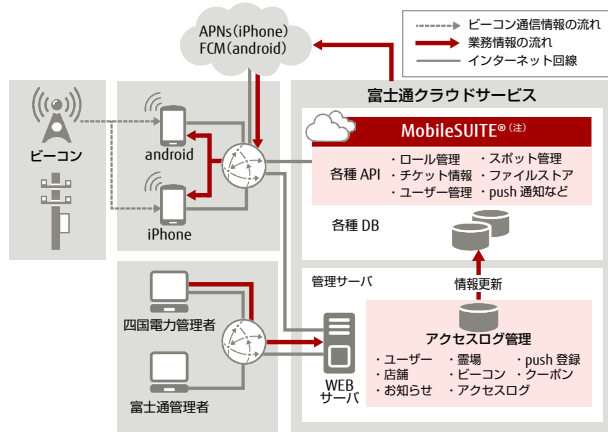 APNs（iPhone）
FCM（android）
ビーコン通信情報の流れ
業務情報の流れ
インターネット回線
ビーコン
android
iPhone
富士通クラウドサービス
MobileSUITE®（注）
各種 API
・ロール管理
・チケット情報
・ユーザー管理
・スポット管理
・ファイルストア
・push 通知など
各種 DB
情報更新
管理サーバ
アクセスログ管理
・ユーザー
・店舗
・お知らせ
・霊場
・ビーコン
・アクセスログ
・push 登録
・クーポン
WEB
サーバ
四国電力管理者
富士通管理者